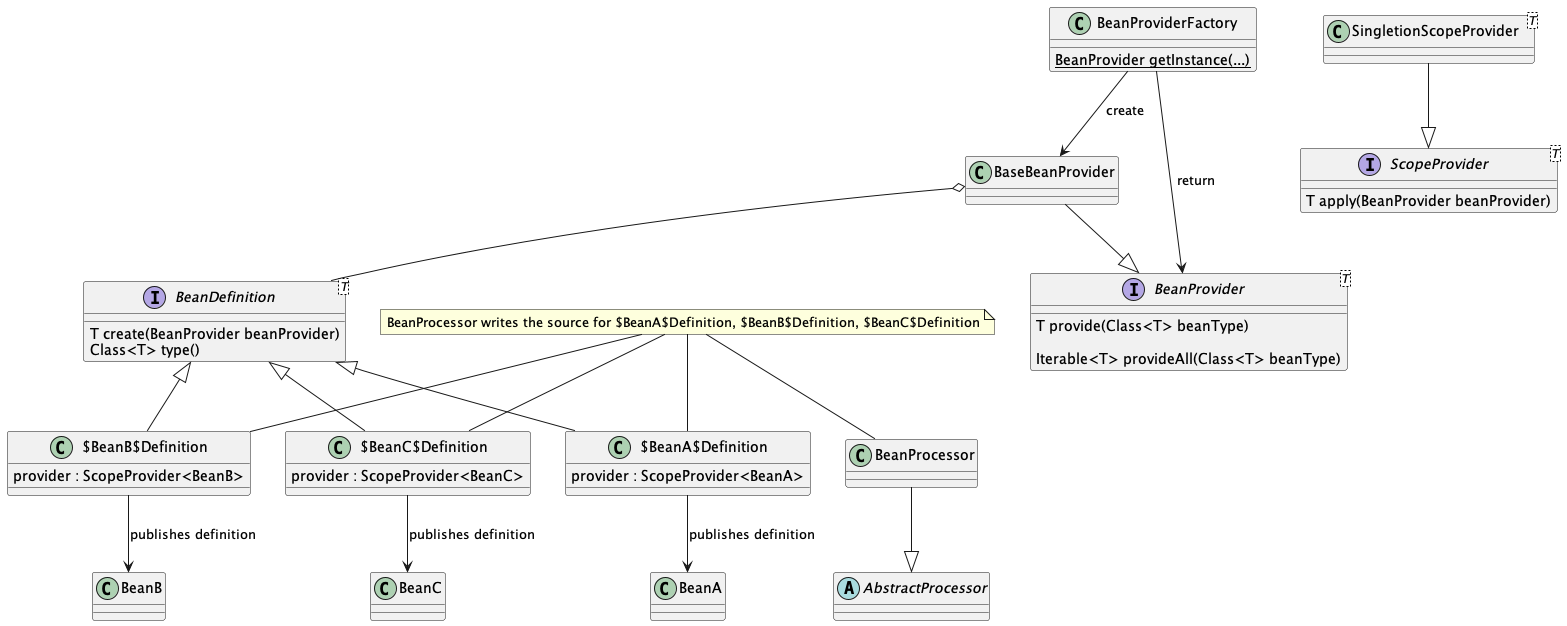 C BeanProviderFactory
BeanProvider getInstance(...)
C SingletionScopeProvider T
create
return
C BaseBeanProvider
I ScopeProvider T
T apply(BeanProvider beanProvider)
I BeanDefinition T
T create(BeanProvider beanProvider)
Class<T> type()
BeanProcessor writes the source for $BeanA$Definition, $BeanB$Definition, $BeanC$Definition
I BeanProvider T
T provide(Class<T> beanType)
Iterable<T> provideAll(Class<T> beanType)
C $BeanB$Definition
provider : ScopeProvider<BeanB>
C $BeanC$Definition
provider : ScopeProvider<BeanC>
C $BeanA$Definition
provider : ScopeProvider<BeanA>
C BeanProcessor
publishes definition
publishes definition
publishes definition
C BeanB
C BeanC
C BeanA
A AbstractProcessor